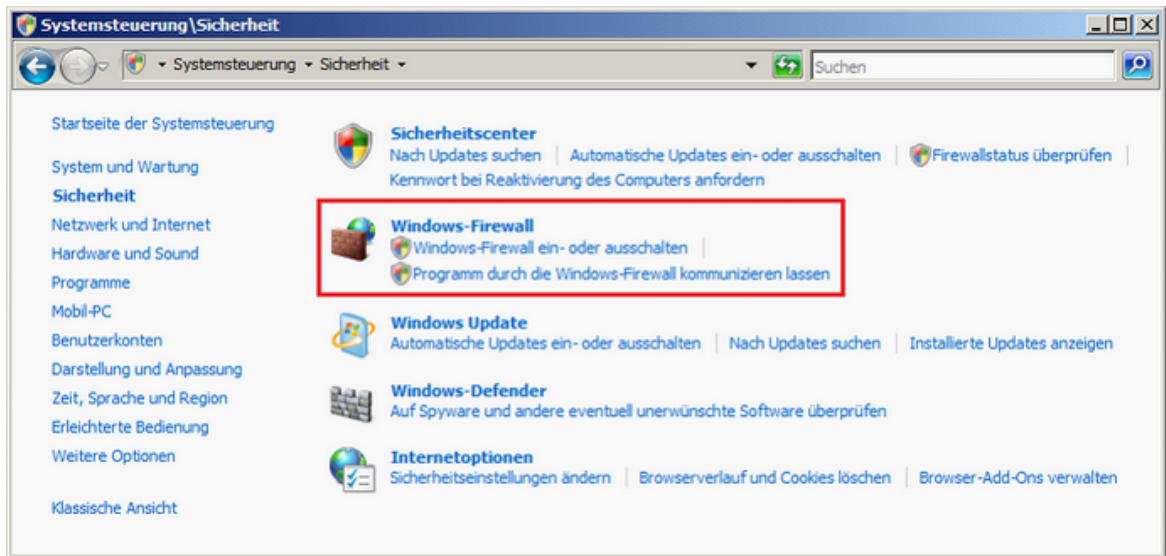 Systemsteuerung\Sicherheit
Systemsteuerung Sicherheit Suchen
Startseite der Systemsteuerung
System und Wartung
Sicherheit
Netzwerk und Internet
Hardware und Sound
Programme
Mobil-PC
Benutzerkonten
Darstellung und Anpassung
Zeit, Sprache und Region
Erleichterte Bedienung
Weitere Optionen
Klassische Ansicht
Sicherheitscenter
Nach Updates suchen | Automatische Updates ein- oder ausschalten | Firewallstatus überprüfen |
Kennwort bei Reaktivierung des Computers anfordern
Windows-Firewall
Windows-Firewall ein- oder ausschalten |
Programm durch die Windows-Firewall kommunizieren lassen
Windows Update
Automatische Updates ein- oder ausschalten | Nach Updates suchen | Installierte Updates anzeigen
Windows-Defender
Auf Spyware und andere eventuell unerwünschte Software überprüfen
Internetoptionen
Sicherheitseinstellungen ändern | Browserverlauf und Cookies löschen | Browser-Add-Ons verwalten